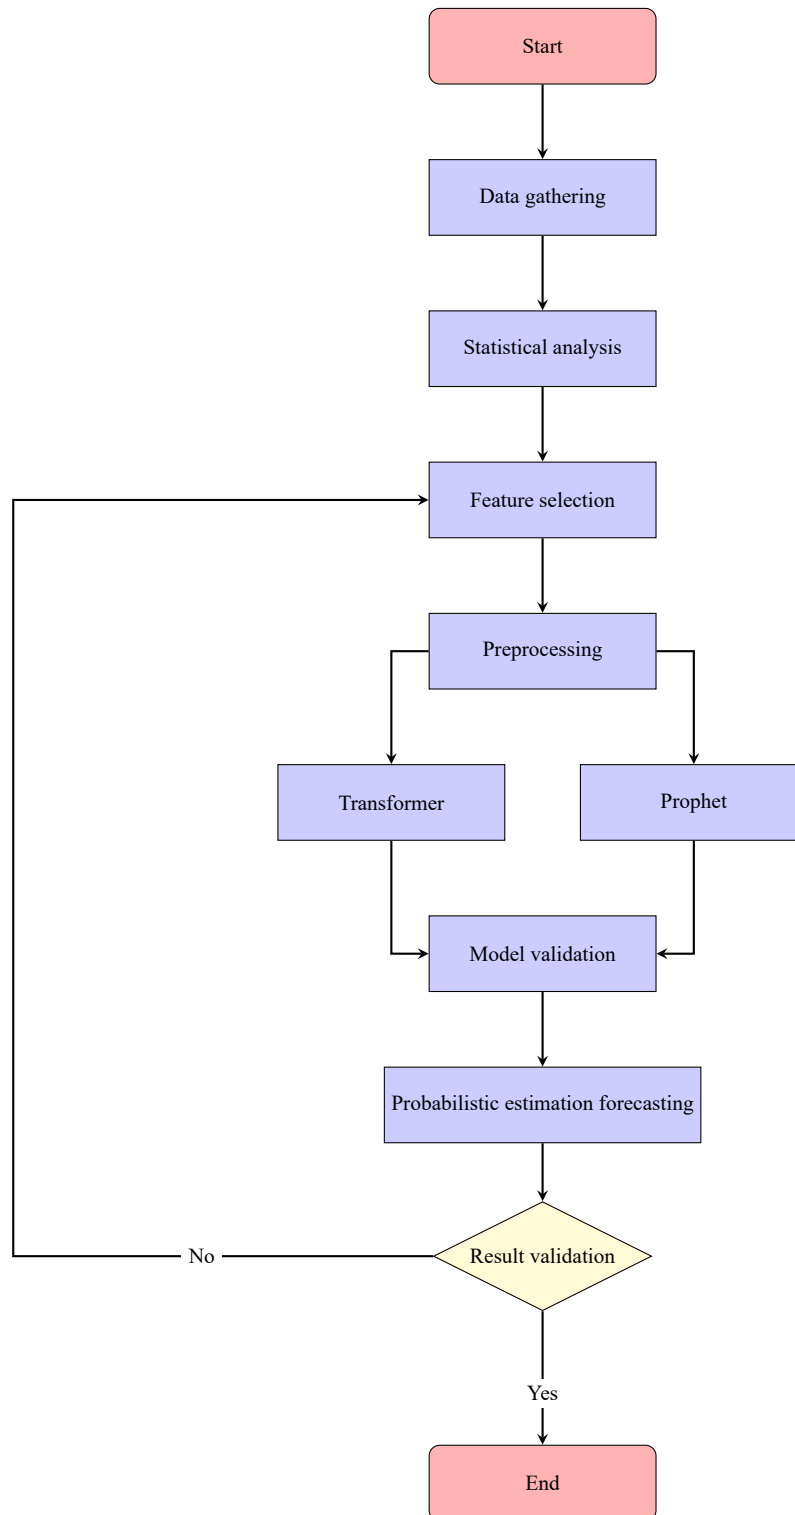 Start
Data gathering
Statistical analysis
Feature selection
Preprocessing
Transformer
Prophet
Model validation
Probabilistic estimation forecasting
Result validation
No
Yes
End